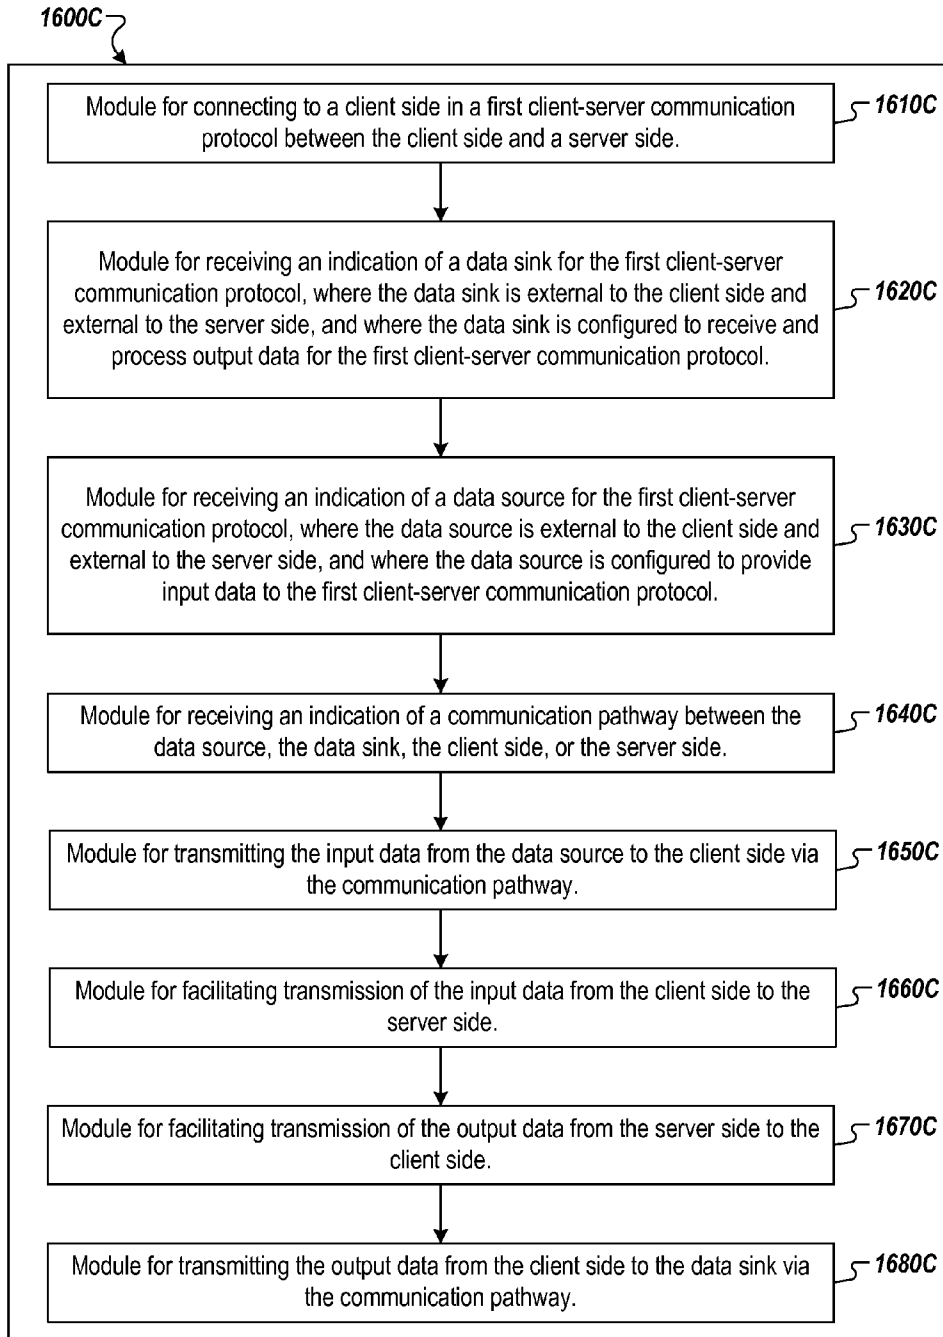 1600C
Module for connecting to a client side in a first client-server communication
protocol between the client side and a server side.
1610C
Module for receiving an indication of a data sink for the first client-server
communication protocol, where the data sink is external to the client side and
external to the server side, and where the data sink is configured to receive and
process output data for the first client-server communication protocol.
1620C
Module for receiving an indication of a data source for the first client-server
communication protocol, where the data source is external to the client side and
external to the server side, and where the data source is configured to provide
input data to the first client-server communication protocol.
1630C
Module for receiving an indication of a communication pathway between the
data source, the data sink, the client side, or the server side.
1640C
Module for transmitting the input data from the data source to the client side via
the communication pathway.
1650C
Module for facilitating transmission of the input data from the client side to the
server side.
1660C
Module for facilitating transmission of the output data from the server side to the
client side.
1670C
Module for transmitting the output data from the client side to the data sink via
the communication pathway.
1680C